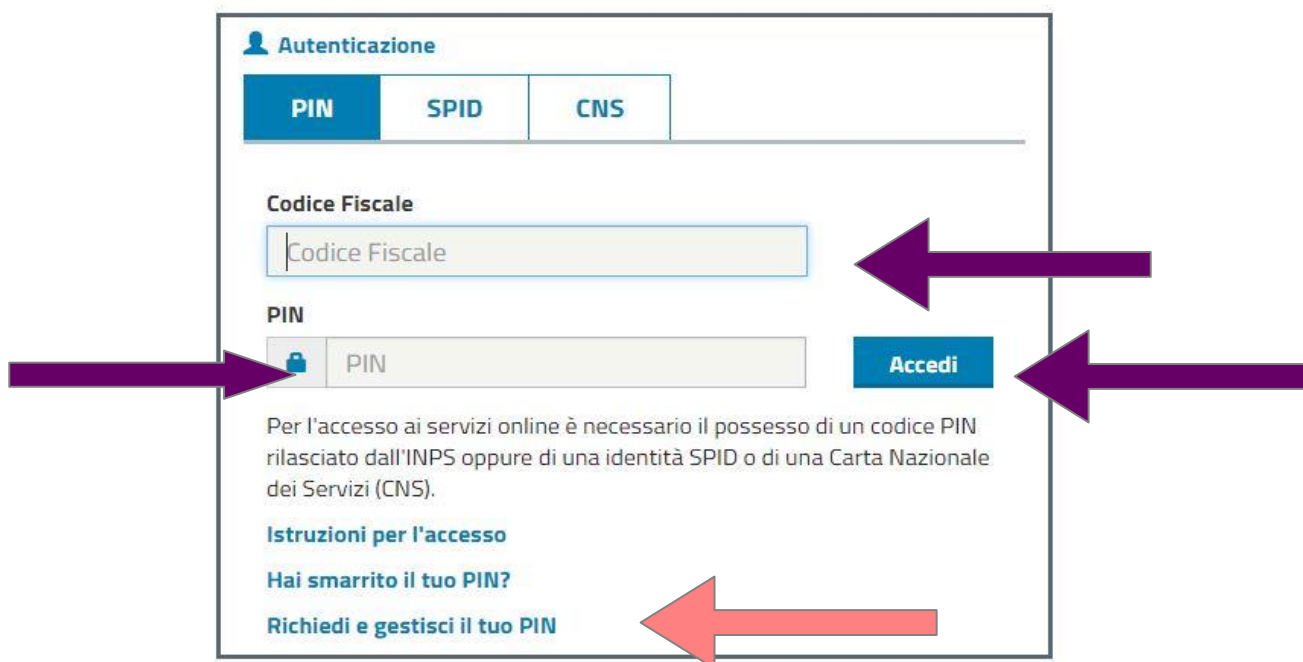 Autenticazione
PIN SPID CNS
Codice Fiscale
Codice Fiscale
PIN
PIN Accedi
Per l'accesso ai servizi online è necessario il possesso di un codice PIN
rilasciato dall'INPS oppure di una identità SPID o di una Carta Nazionale
dei Servizi (CNS).
Istruzioni per l'accesso
Hai smarrito il tuo PIN?
Richiedi e gestisci il tuo PIN